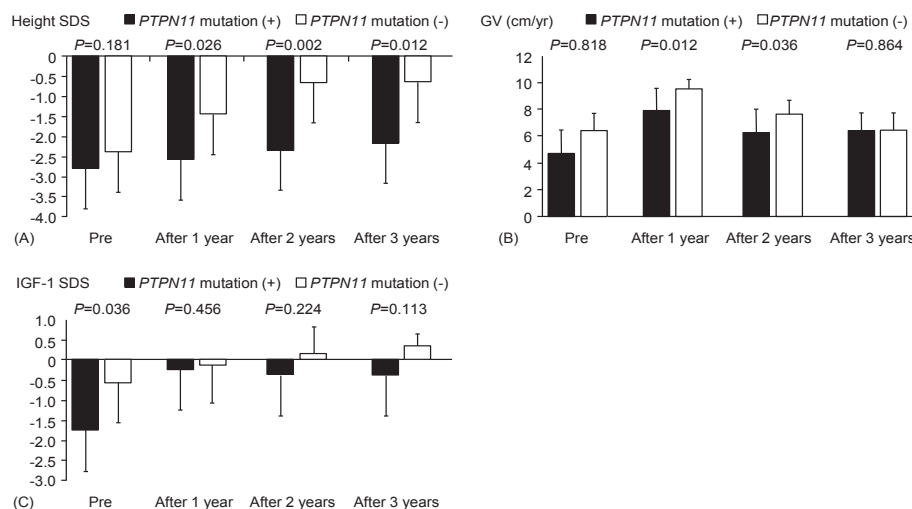 Height SDS ■ PTPN11 mutation (+) □ PTPN11 mutation (-)
P=0.181 P=0.026 P=0.002 P=0.012
0
-0.5
-1.0
-1.5
-2.0
-2.5
-3.0
-3.5
-4.0
(A) Pre After 1 year After 2 years After 3 years
GV (cm/yr) ■ PTPN11 mutation (+) □ PTPN11 mutation (-)
P=0.818 P=0.012 P=0.036 P=0.864
12
10
8
6
4
2
0
(B) Pre After 1 year After 2 years After 3 years
IGF-1 SDS ■ PTPN11 mutation (+) □ PTPN11 mutation (-)
P=0.036 P=0.456 P=0.224 P=0.113
1.0
0.5
0
-0.5
-1.0
-1.5
-2.0
-2.5
-3.0
(C) Pre After 1 year After 2 years After 3 years